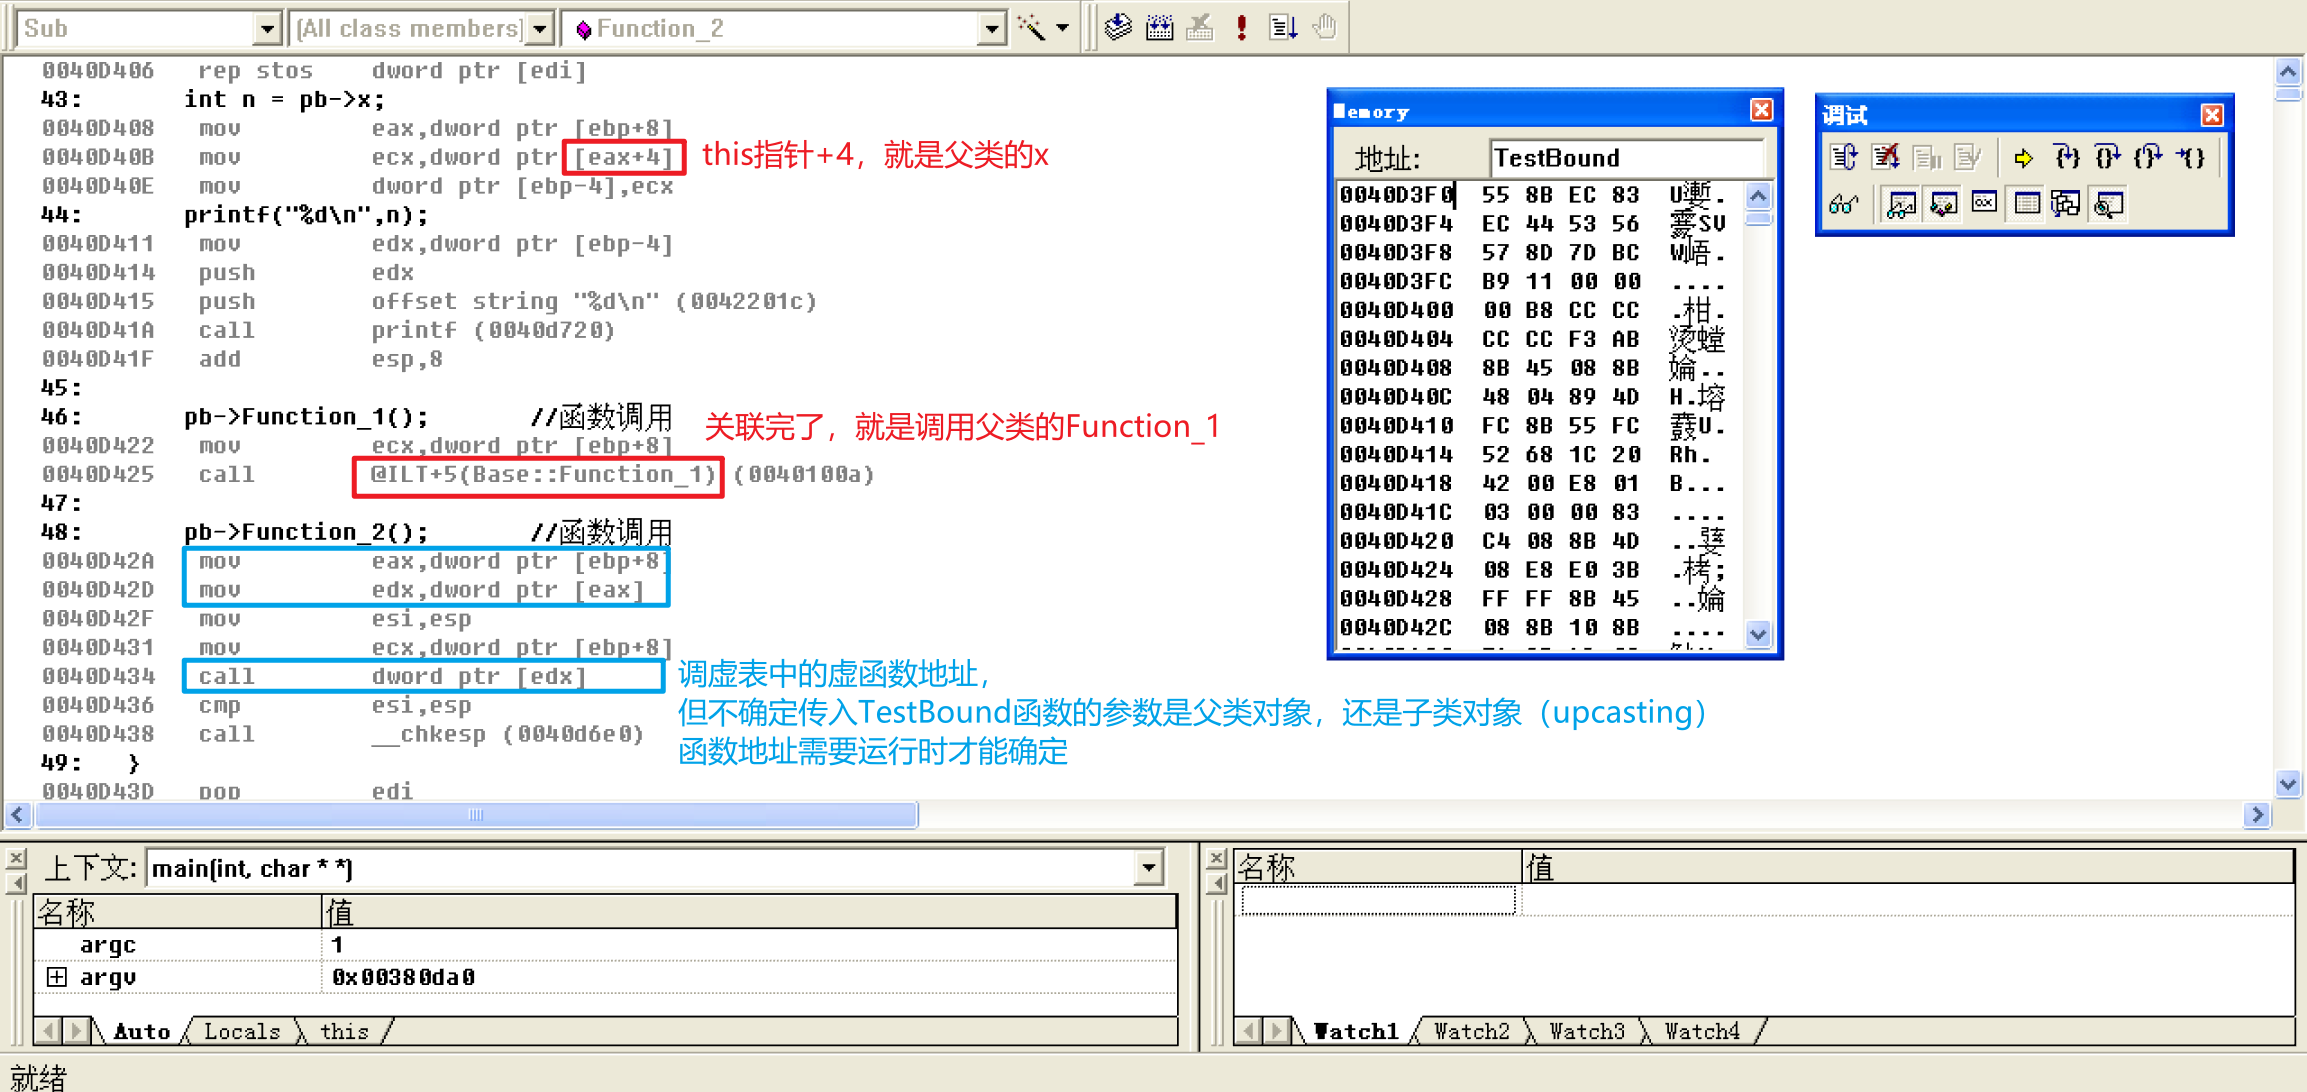 Sub
(All class members)
Function_2
0040D406 rep stos dword ptr [edi]
43: int n = pb->x;
0040D408 mov eax,dword ptr [ebp+8]
0040D40B mov ecx,dword ptr [eax+4]
this指针+4，就是父类的x
0040D40E mov dword ptr [ebp-4],ecx
44: printf("%d\n",n);
0040D411 mov edx,dword ptr [ebp-4]
0040D414 push edx
0040D415 push offset string "%d\n" (0042201c)
0040D41A call printf (0040d720)
0040D41F add esp,8
45:
46: pb->Function_1(); //函数调用
关联完了，就是调用父类的Function_1
0040D422 mov ecx,dword ptr [ebp+8]
0040D425 call @ILT+5(Base::Function_1) (0040100a)
47:
48: pb->Function_2(); //函数调用
0040D42A mov eax,dword ptr [ebp+8]
0040D42D mov edx,dword ptr [eax]
0040D42F mov esi,esp
0040D431 mov ecx,dword ptr [ebp+8]
0040D434 call dword ptr [edx]
调虚表中的虚函数地址，
但不确定传入TestBound函数的参数是父类对象，还是子类对象（upcasting）
函数地址需要运行时才能确定
0040D436 cmp esi,esp
0040D438 call __chkesp (0040d6e0)
49: }
0040D43D pop edi
Memory
地址: TestBound
0040D3F0 55 8B EC 83
0040D3F4 EC 44 53 56 SV
0040D3F8 57 8D 7D BC W唔.
0040D3FC B9 11 00 00 ....
0040D400 00 B8 CC CC .柑.
0040D404 CC CC F3 AB 烫螳
0040D408 8B 45 08 8B 婨..
0040D40C 48 04 89 4D H.塎
0040D410 FC 8B 55 FC
0040D414 52 68 1C 20 Rh.
0040D418 42 00 E8 01 B...
0040D41C 03 00 00 83 ....
0040D420 C4 08 8B 4D
0040D424 08 E8 E0 3B .栲;
0040D428 FF FF 8B 45 ..婨
0040D42C 08 8B 10 8B ....
调试
上下文: main(int, char * *)
名称 值
argc 1
argv 0x00380da0
Auto Locals this
名称 值
Watch1 Watch2 Watch3 Watch4
就绪